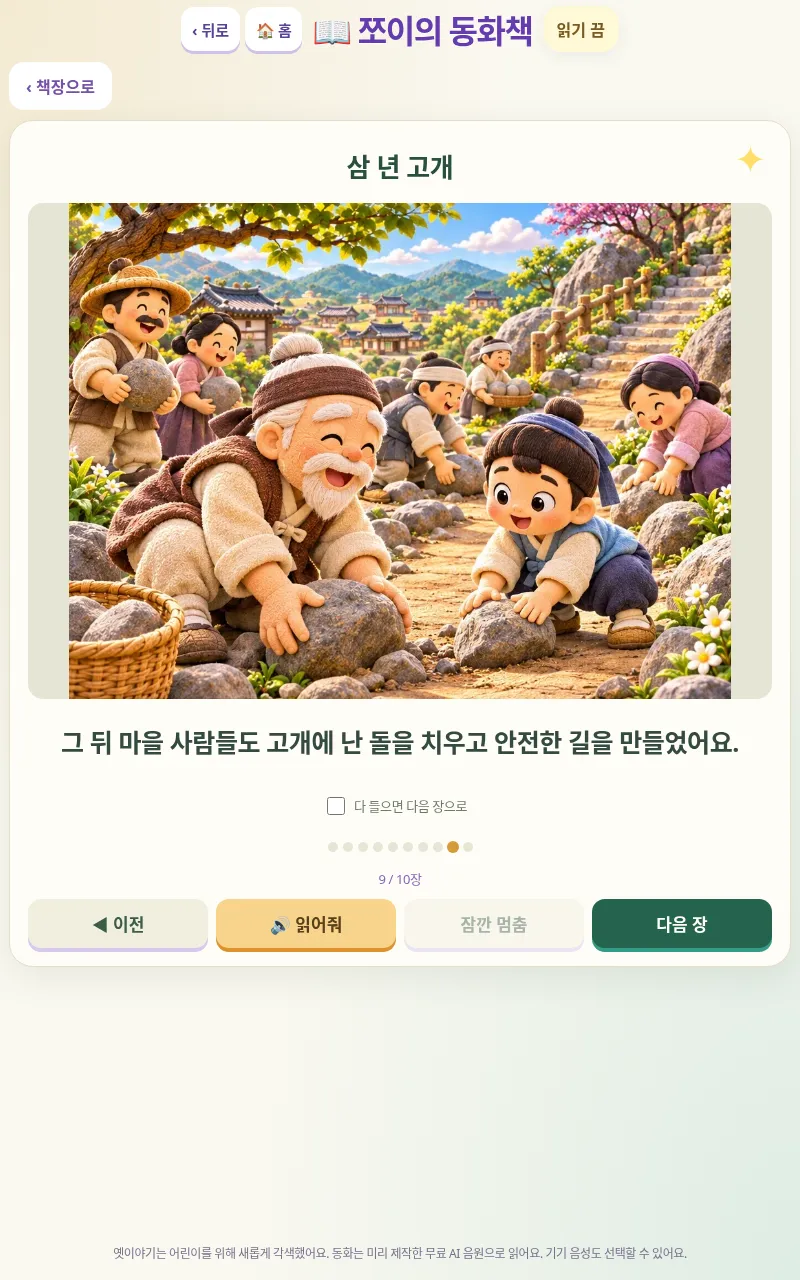 ‹ 뒤로
🏠 홈
📖 쪼이의 동화책
읽기 끝
‹ 책장으로
삼 년 고개
그 뒤 마을 사람들도 고개에 난 돌을 치우고 안전한 길을 만들었어요.
다 들으면 다음 장으로
9 / 10장
◀ 이전
🔊 읽어줘
잠깐 멈춤
다음 장
옛이야기는 어린이를 위해 새롭게 각색했어요. 동화는 미리 제작한 무료 AI 음원으로 읽어요. 기기 음성도 선택할 수 있어요.